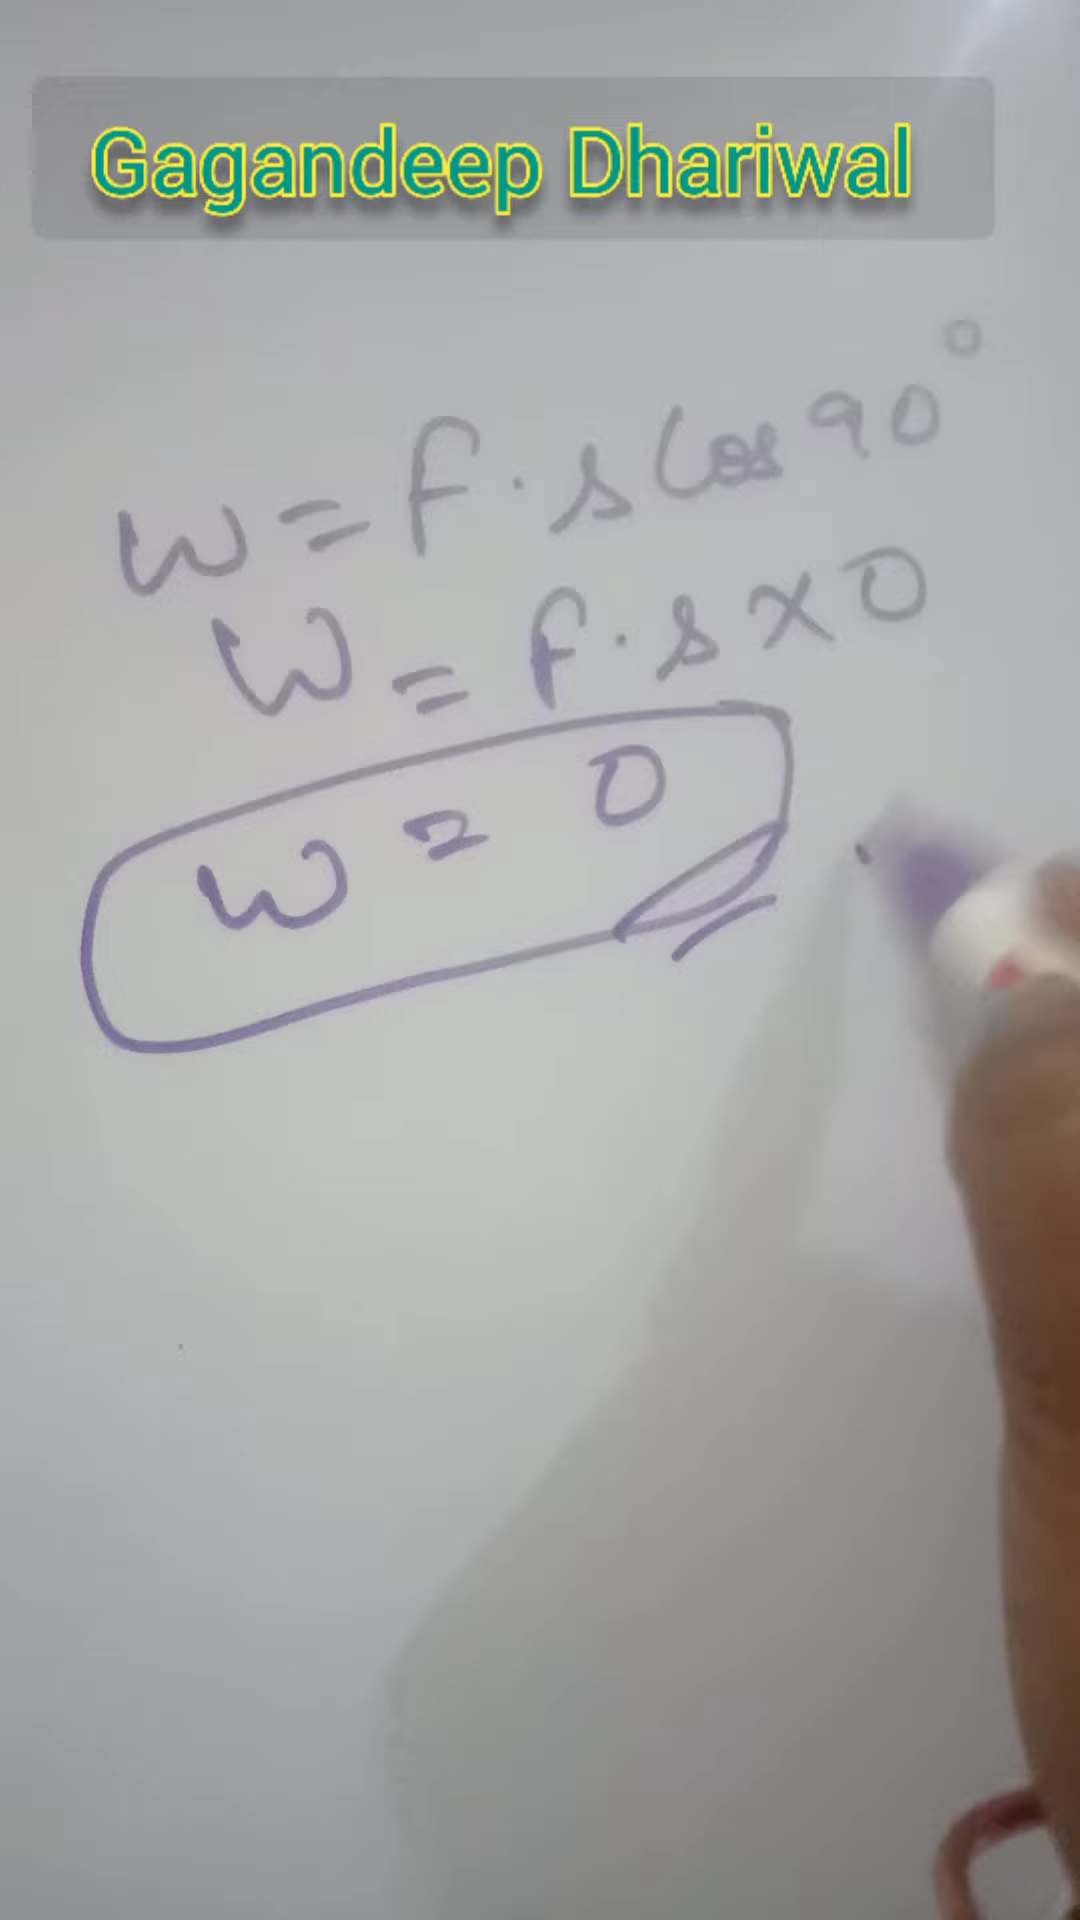 Gagandeep Dhariwal
W = F . s Cos 90°
W = F . s × 0
W = 0